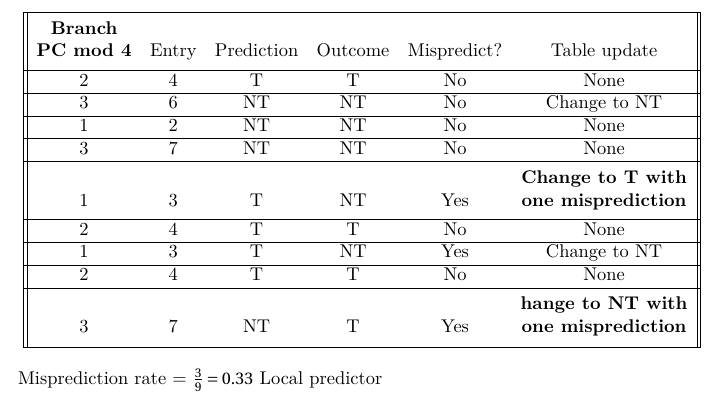 Branch
PC mod 4 Entry Prediction Outcome Mispredict? Table update
2 4 T T No None
3 6 NT NT No Change to NT
1 2 NT NT No None
3 7 NT NT No None
Change to T with
1 3 T NT Yes one misprediction
2 4 T T No None
1 3 T NT Yes Change to NT
2 4 T T No None
hange to NT with
3 7 NT T Yes one misprediction
Misprediction rate = 3/9 = 0.33 Local predictor